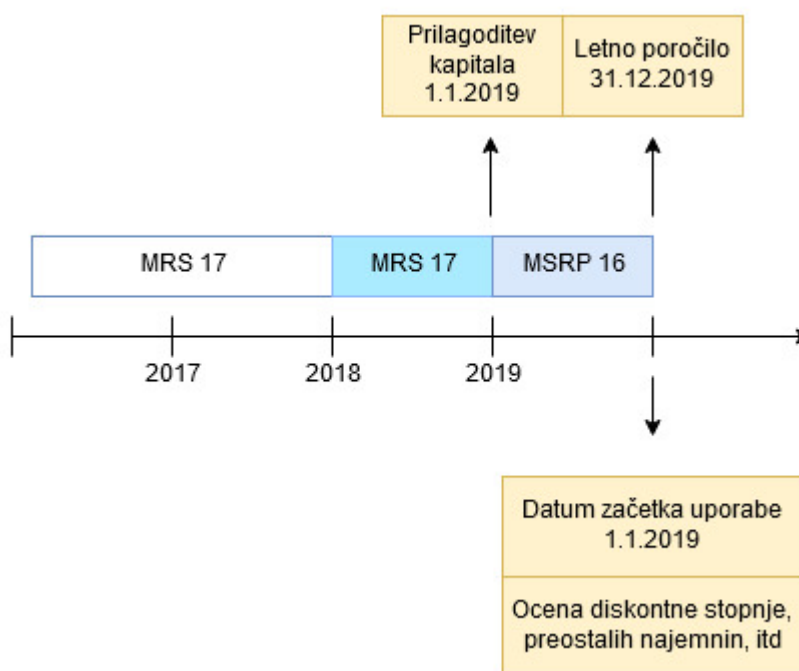 Prilagoditev
kapitala
1.1.2019
Letno poročilo
31.12.2019
MRS 17
MRS 17
MSRP 16
2017
2018
2019
Datum začetka uporabe
1.1.2019
Ocena diskontne stopnje,
preostalih najemnin, itd